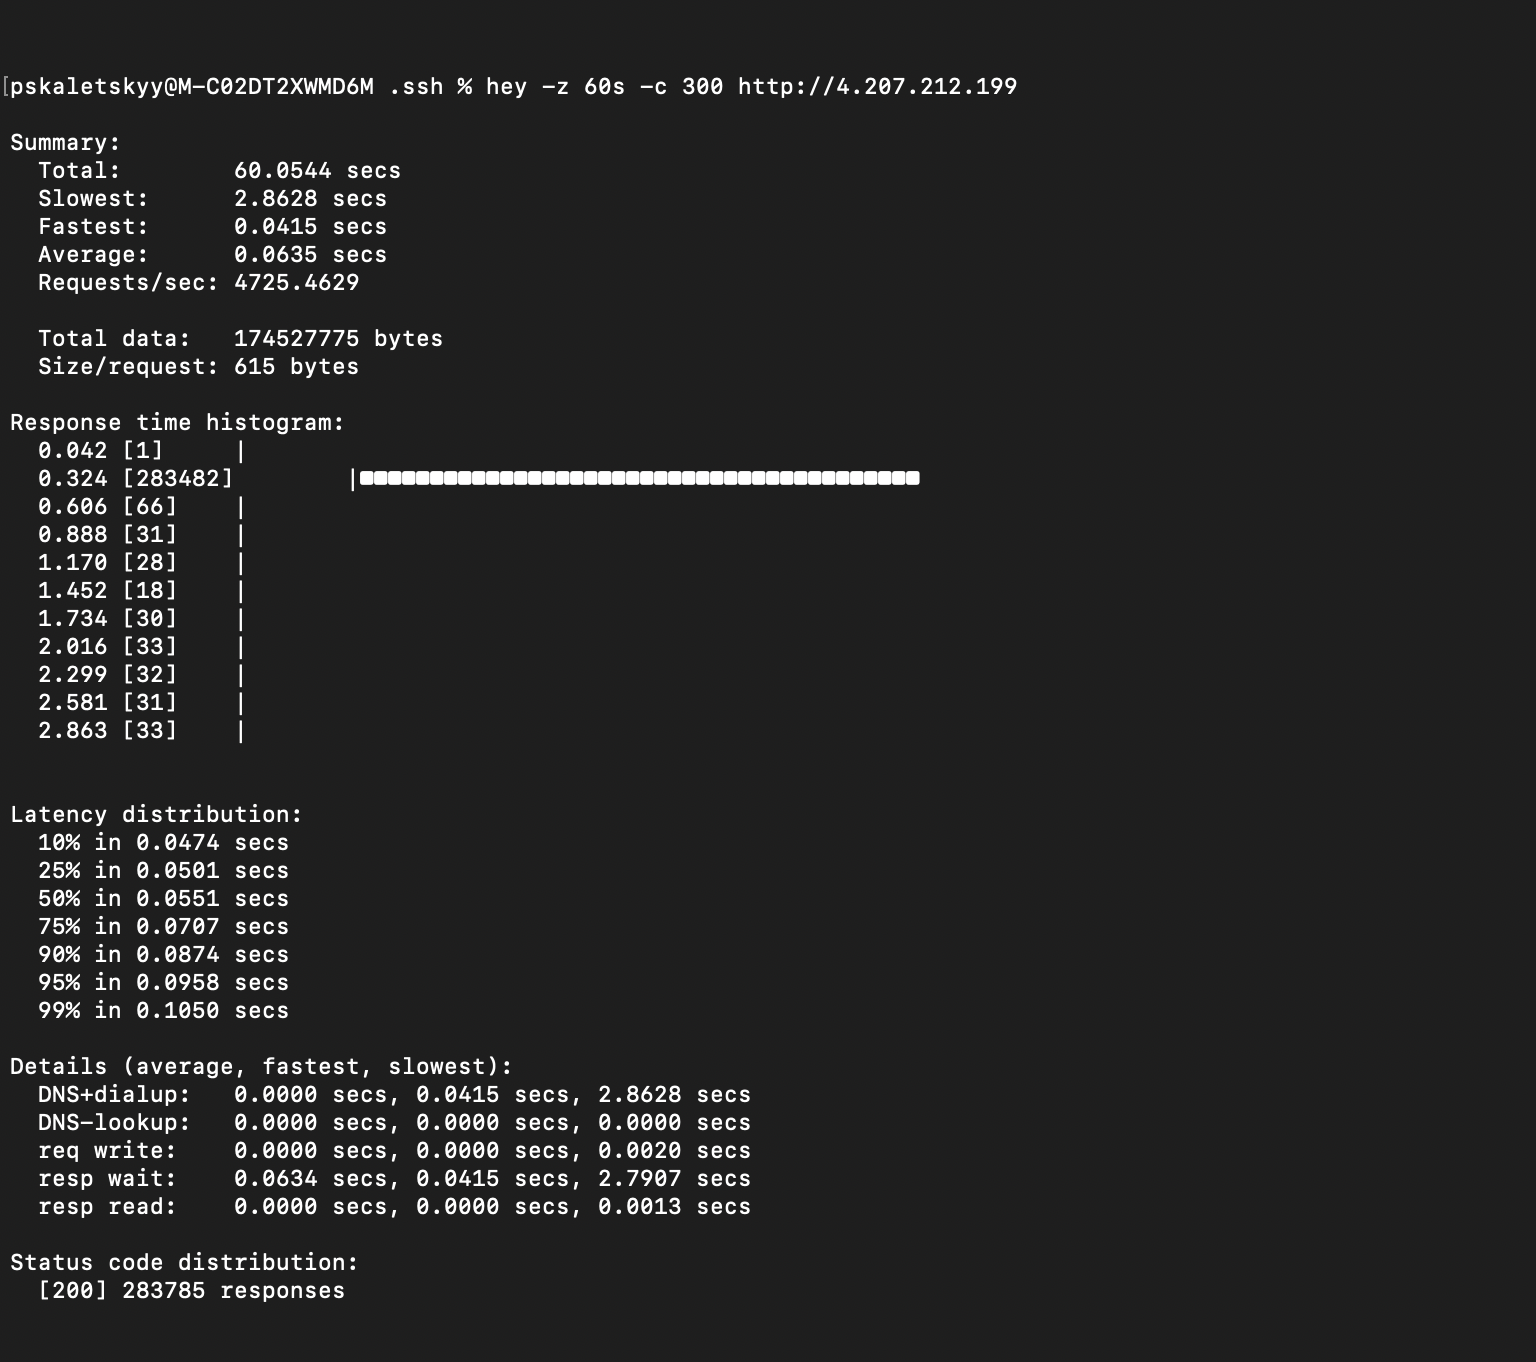 [pskaletskyy@M-C02DT2XWMD6M .ssh % hey -z 60s -c 300 http://4.207.212.199
Summary:
Total: 60.0544 secs
Slowest: 2.8628 secs
Fastest: 0.0415 secs
Average: 0.0635 secs
Requests/sec: 4725.4629
Total data: 174527775 bytes
Size/request: 615 bytes
Response time histogram:
0.042 [1] |
0.324 [283482] |■■■■■■■■■■■■■■■■■■■■■■■■■■■■■■■■■■■■■■■■
0.606 [66] |
0.888 [31] |
1.170 [28] |
1.452 [18] |
1.734 [30] |
2.016 [33] |
2.299 [32] |
2.581 [31] |
2.863 [33] |
Latency distribution:
10% in 0.0474 secs
25% in 0.0501 secs
50% in 0.0551 secs
75% in 0.0707 secs
90% in 0.0874 secs
95% in 0.0958 secs
99% in 0.1050 secs
Details (average, fastest, slowest):
DNS+dialup: 0.0000 secs, 0.0415 secs, 2.8628 secs
DNS-lookup: 0.0000 secs, 0.0000 secs, 0.0000 secs
req write: 0.0000 secs, 0.0000 secs, 0.0020 secs
resp wait: 0.0634 secs, 0.0415 secs, 2.7907 secs
resp read: 0.0000 secs, 0.0000 secs, 0.0013 secs
Status code distribution:
[200] 283785 responses